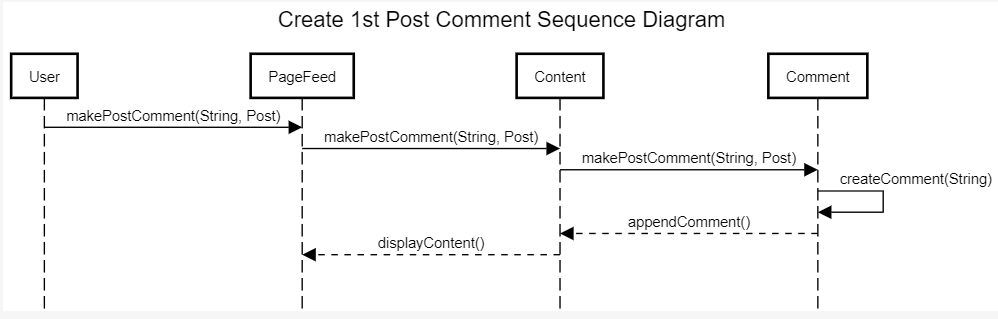 Create 1st Post Comment Sequence Diagram
User
PageFeed
Content
Comment
makePostComment(String, Post)
makePostComment(String, Post)
makePostComment(String, Post)
createComment(String)
appendComment()
displayContent()